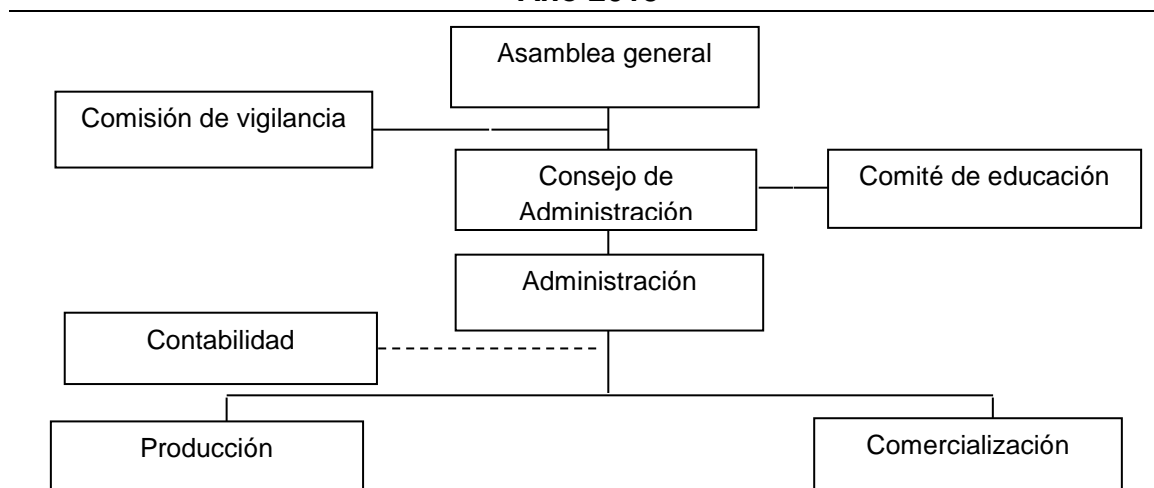 Asamblea general
Comisión de vigilancia
Consejo de
Administración
Comité de educación
Administración
Contabilidad
Producción
Comercialización